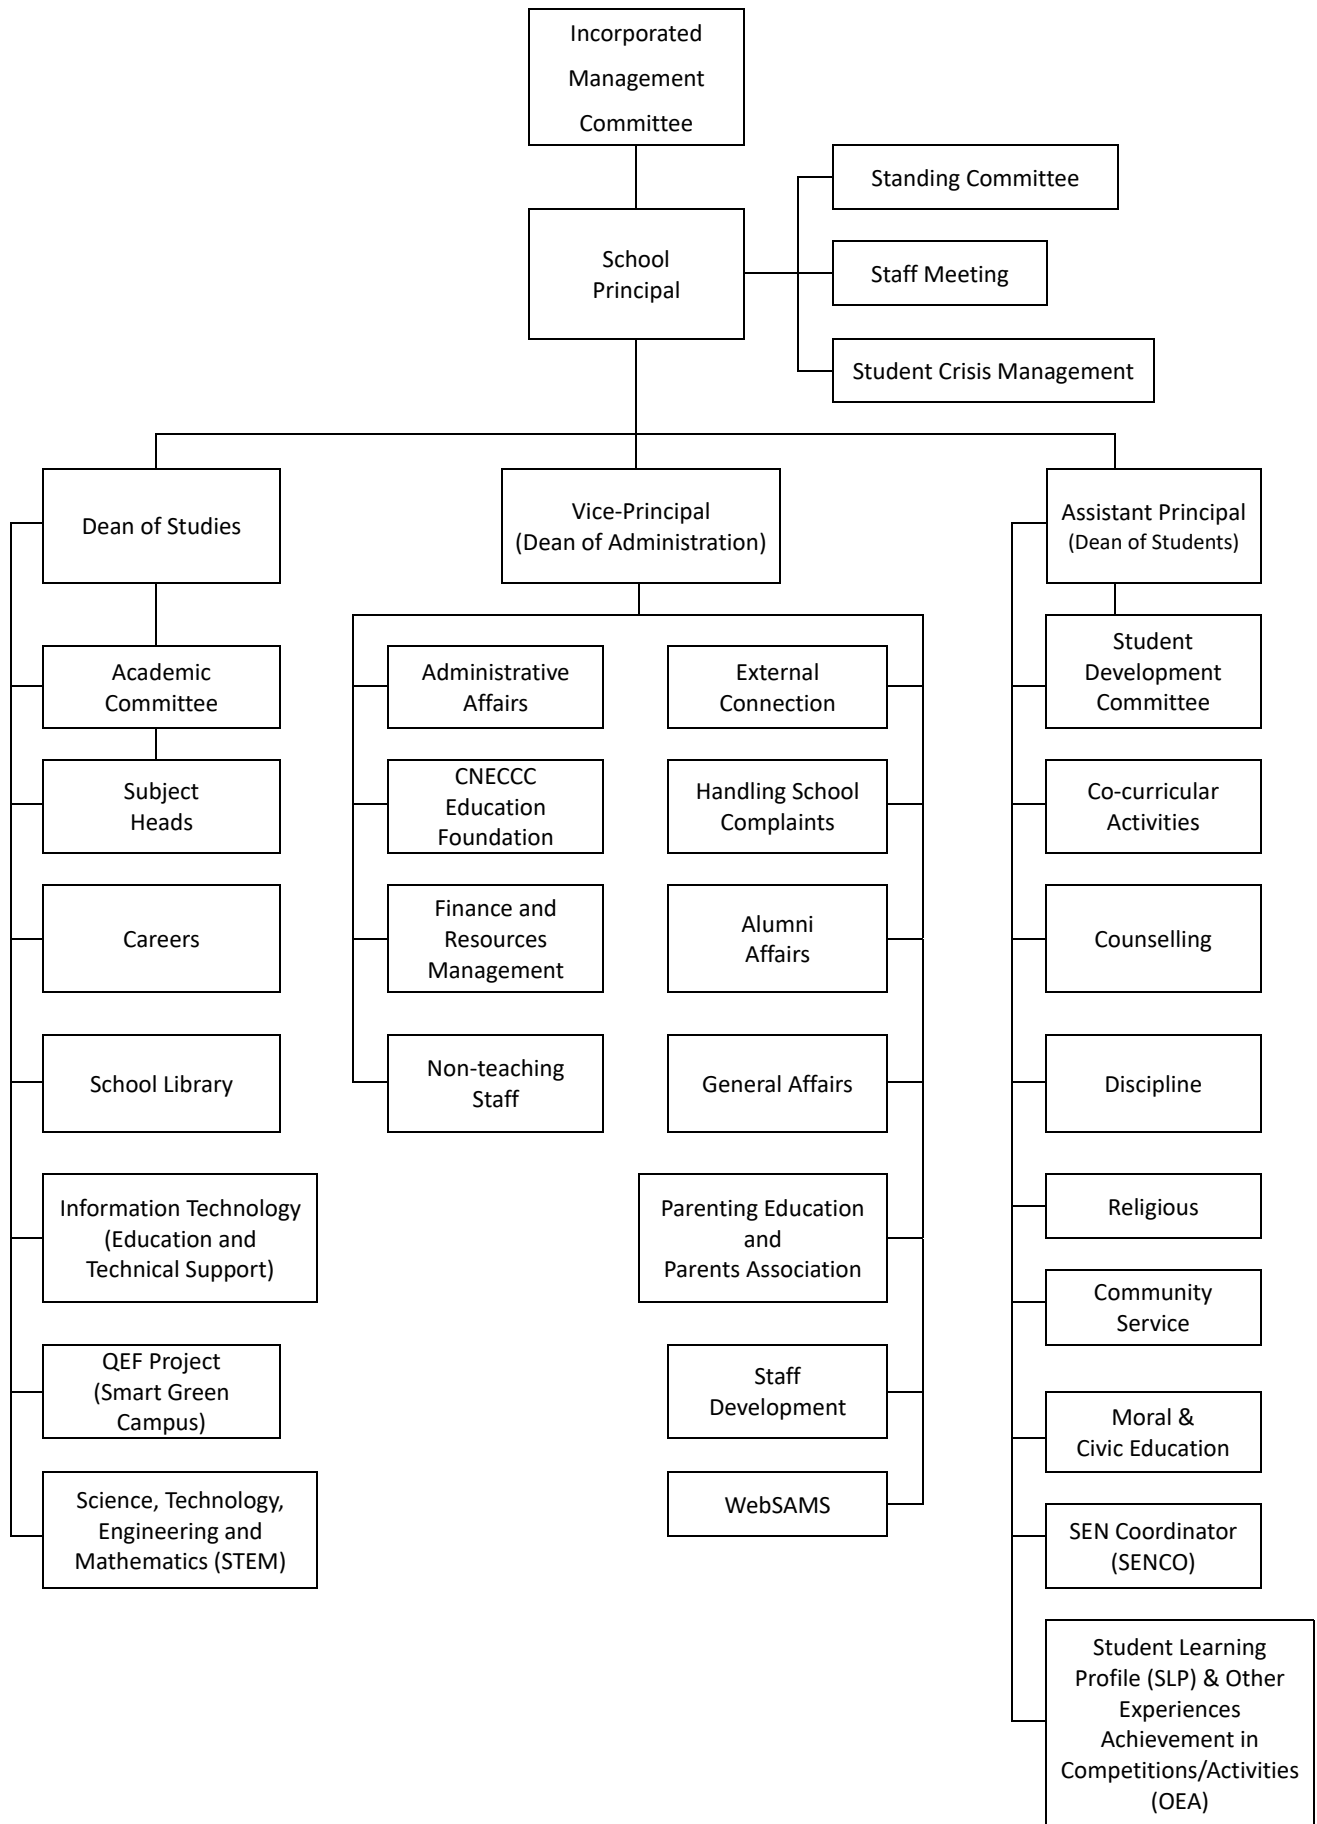 Incorporated
Management
Committee
Standing Committee
School
Principal
Staff Meeting
Student Crisis Management
Dean of Studies
Vice-Principal
(Dean of Administration)
Assistant Principal
(Dean of Students)
Academic
Committee
Administrative
Affairs
External
Connection
Student
Development
Committee
Subject
Heads
CNECCC
Education
Foundation
Handling School
Complaints
Co-curricular
Activities
Careers
Finance and
Resources
Management
Alumni
Affairs
Counselling
School Library
Non-teaching
Staff
General Affairs
Discipline
Information Technology
(Education and
Technical Support)
Parenting Education
and
Parents Association
Religious
Community
Service
QEF Project
(Smart Green
Campus)
Staff
Development
Moral &
Civic Education
Science, Technology,
Engineering and
Mathematics (STEM)
WebSAMS
SEN Coordinator
(SENCO)
Student Learning
Profile (SLP) & Other
Experiences
Achievement in
Competitions/Activities
(OEA)